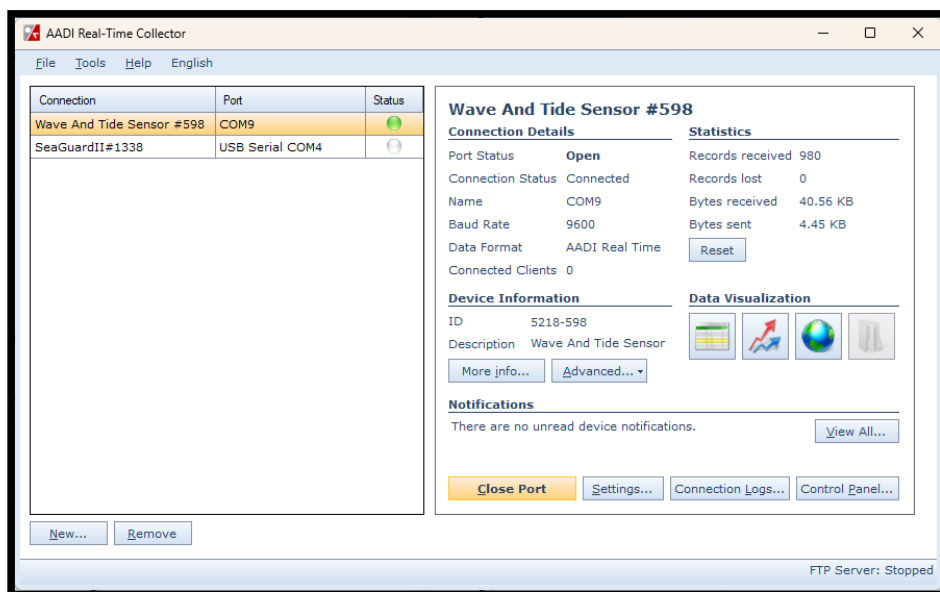 AADI Real-Time Collector
File Tools Help English
Connection Port Status
Wave And Tide Sensor #598 COM9
SeaGuardII#1338 USB Serial COM4
New... Remove
Wave And Tide Sensor #598
Connection Details
Port Status Open
Connection Status Connected
Name COM9
Baud Rate 9600
Data Format AADI Real Time
Connected Clients 0
Statistics
Records received 980
Records lost 0
Bytes received 40.56 KB
Bytes sent 4.45 KB
Reset
Device Information
ID 5218-598
Description Wave And Tide Sensor
More info... Advanced...
Data Visualization
Notifications
There are no unread device notifications.
View All...
Close Port Settings... Connection Logs... Control Panel...
FTP Server: Stopped